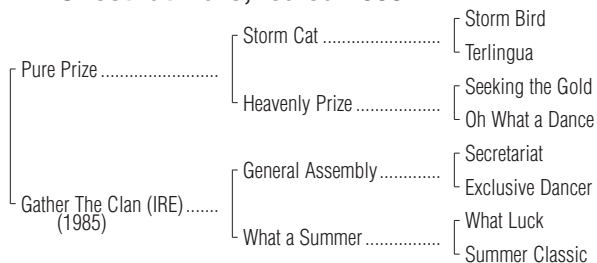 Storm Bird
Storm Cat ..........................
Terlingua
Pure Prize ..........................
Seeking the Gold
Heavenly Prize ..................
Oh What a Dance
Secretariat
General Assembly .............
Exclusive Dancer
Gather The Clan (IRE) .......
(1985)
What Luck
What a Summer ................
Summer Classic